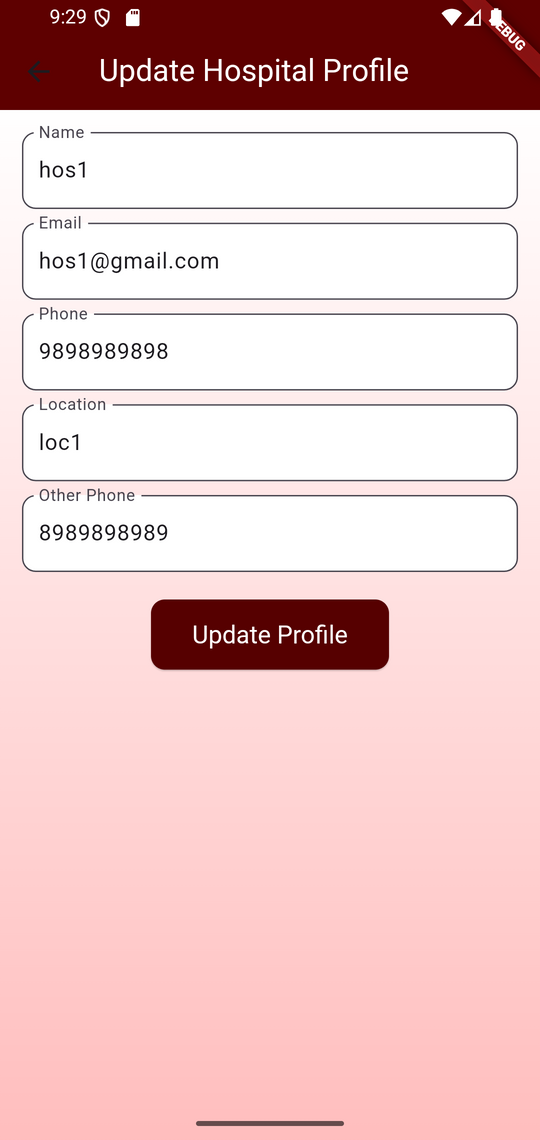 9:29
DEBUG
Update Hospital Profile
Name
hos1
Email
hos1@gmail.com
Phone
9898989898
Location
loc1
Other Phone
8989898989
Update Profile